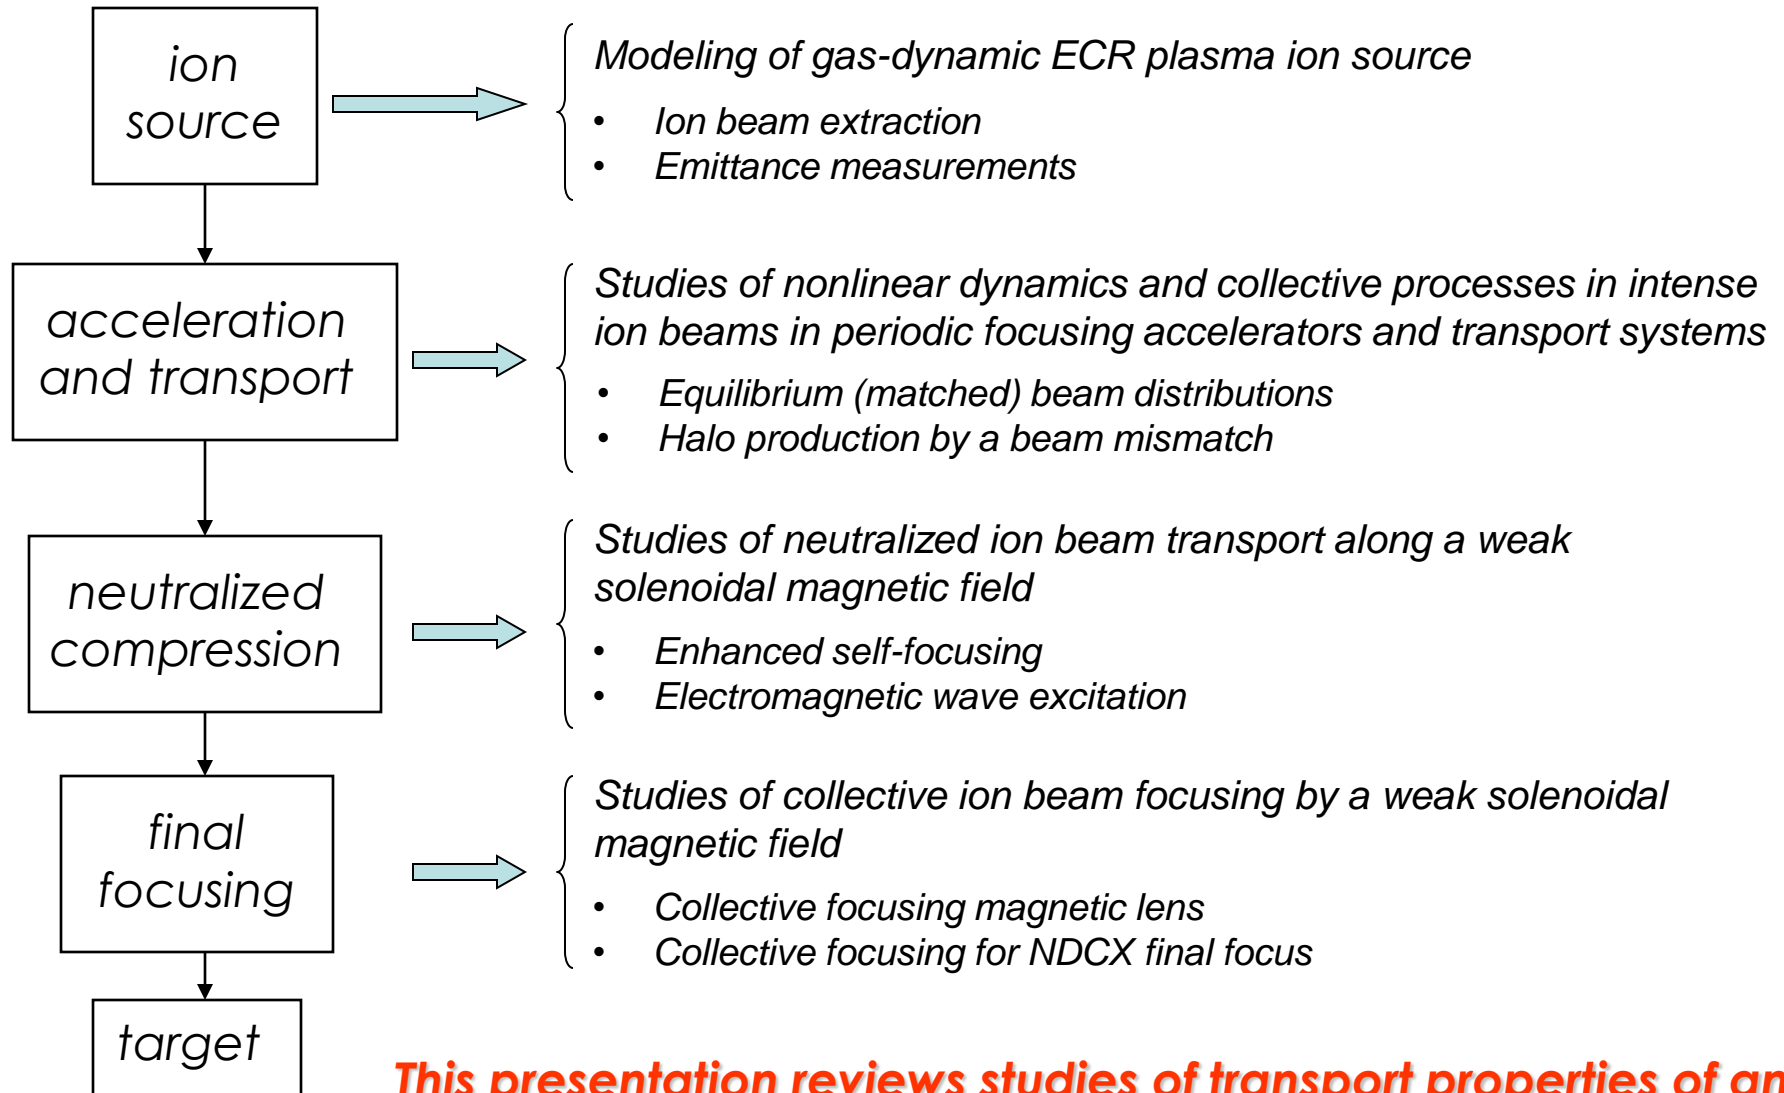 ion
source
Modeling of gas-dynamic ECR plasma ion source
• Ion beam extraction
• Emittance measurements
acceleration
and transport
Studies of nonlinear dynamics and collective processes in intense
ion beams in periodic focusing accelerators and transport systems
• Equilibrium (matched) beam distributions
• Halo production by a beam mismatch
neutralized
compression
Studies of neutralized ion beam transport along a weak
solenoidal magnetic field
• Enhanced self-focusing
• Electromagnetic wave excitation
final
focusing
Studies of collective ion beam focusing by a weak solenoidal
magnetic field
• Collective focusing magnetic lens
• Collective focusing for NDCX final focus
target
This presentation reviews studies of transport properties of an